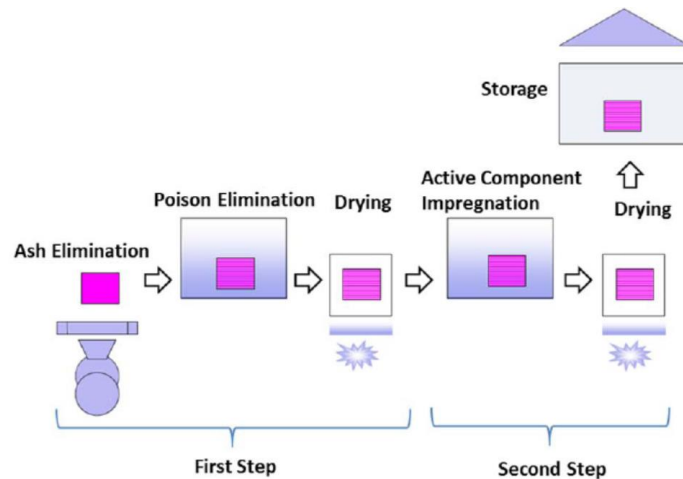 Storage
Active Component
Impregnation
Poison Elimination
Drying
Drying
Ash Elimination
First Step
Second Step